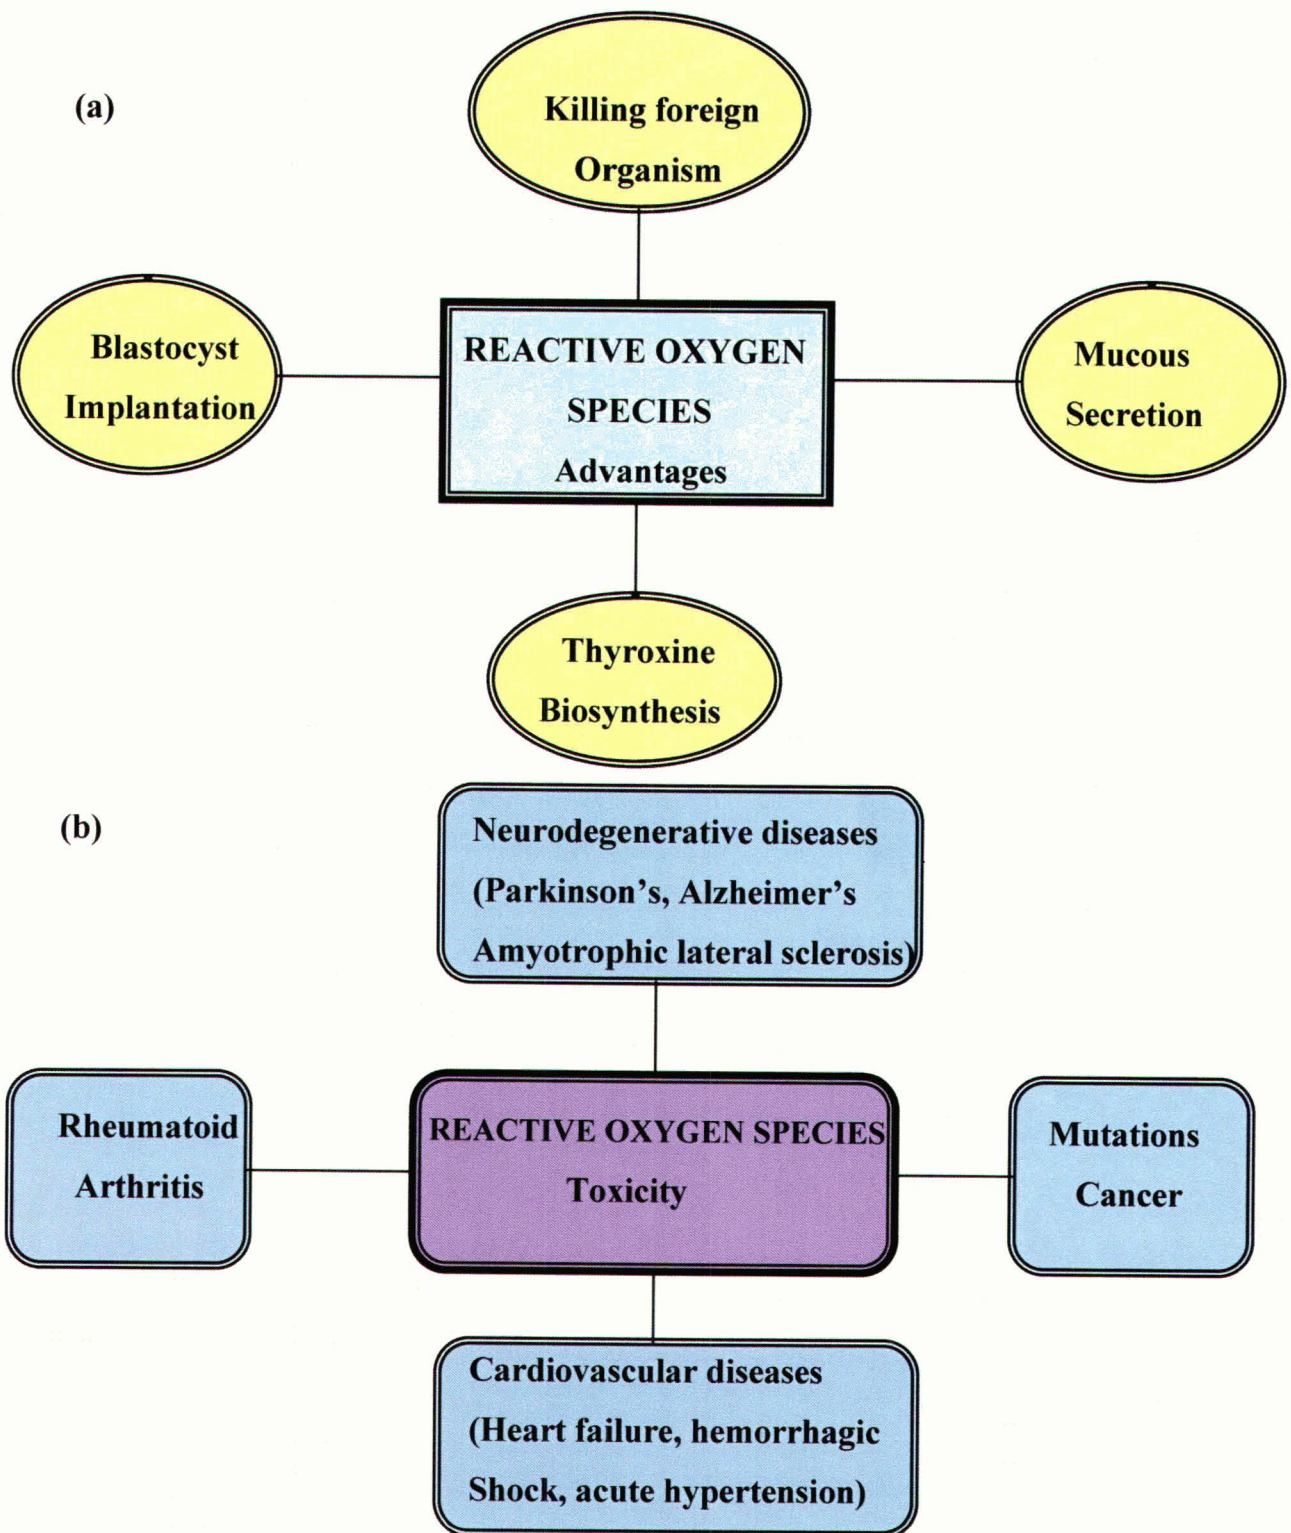 (a)
Killing foreign
Organism
Blastocyst
Implantation
REACTIVE OXYGEN
SPECIES
Advantages
Mucous
Secretion
Thyroxine
Biosynthesis
(b)
Neurodegenerative diseases
(Parkinson’s, Alzheimer’s
Amyotrophic lateral sclerosis)
Rheumatoid
Arthritis
REACTIVE OXYGEN SPECIES
Toxicity
Mutations
Cancer
Cardiovascular diseases
(Heart failure, hemorrhagic
Shock, acute hypertension)